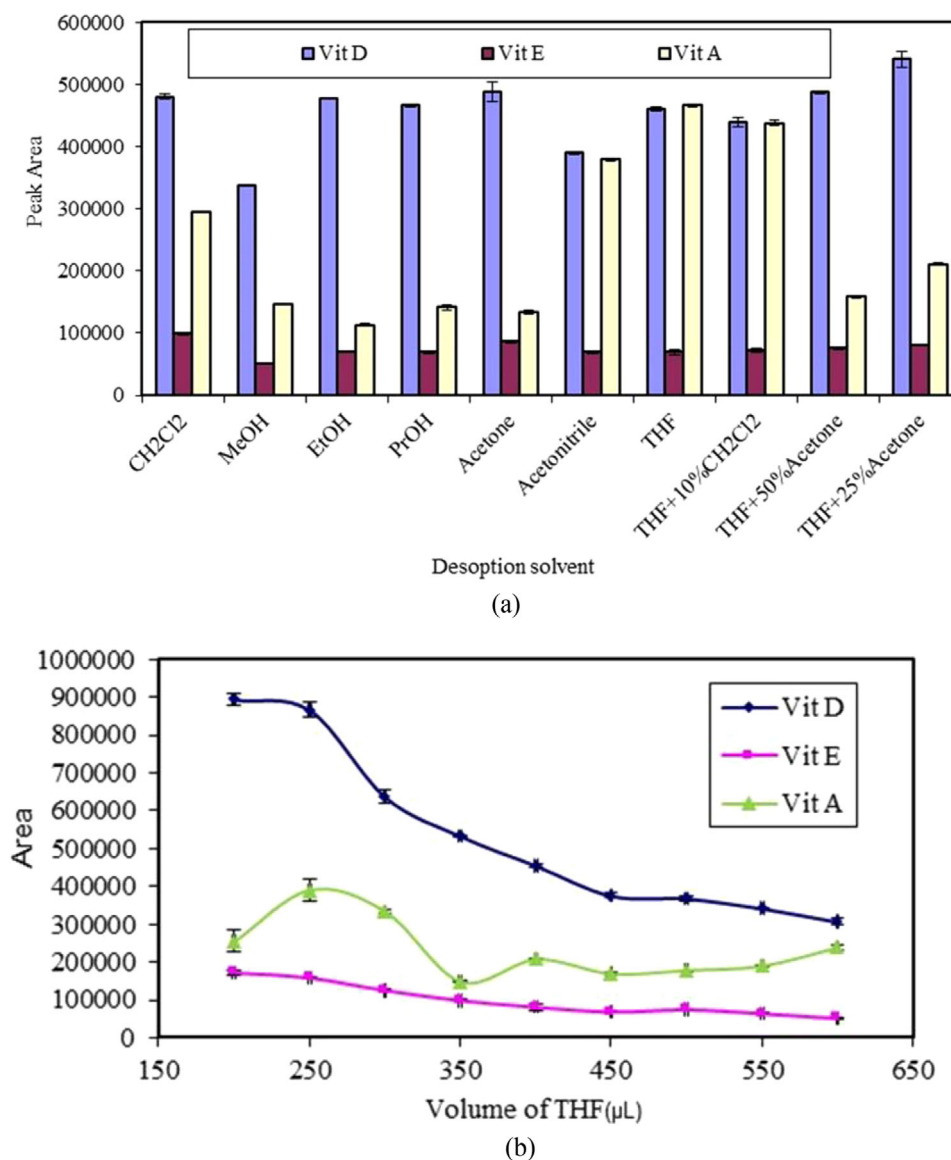 600000
500000
400000
300000
200000
100000
0
Peak Area
Vit D Vit E Vit A
CH2Cl2 MeOH EtOH PrOH Acetone Acetonitrile THF THF+10%CH2Cl2 THF+50%Acetone THF+25%Acetone
Desoption solvent
(a)
1000000
900000
800000
700000
600000
500000
400000
300000
200000
100000
0
Area
Vit D
Vit E
Vit A
150 250 350 450 550 650
Volume of THF(µL)
(b)